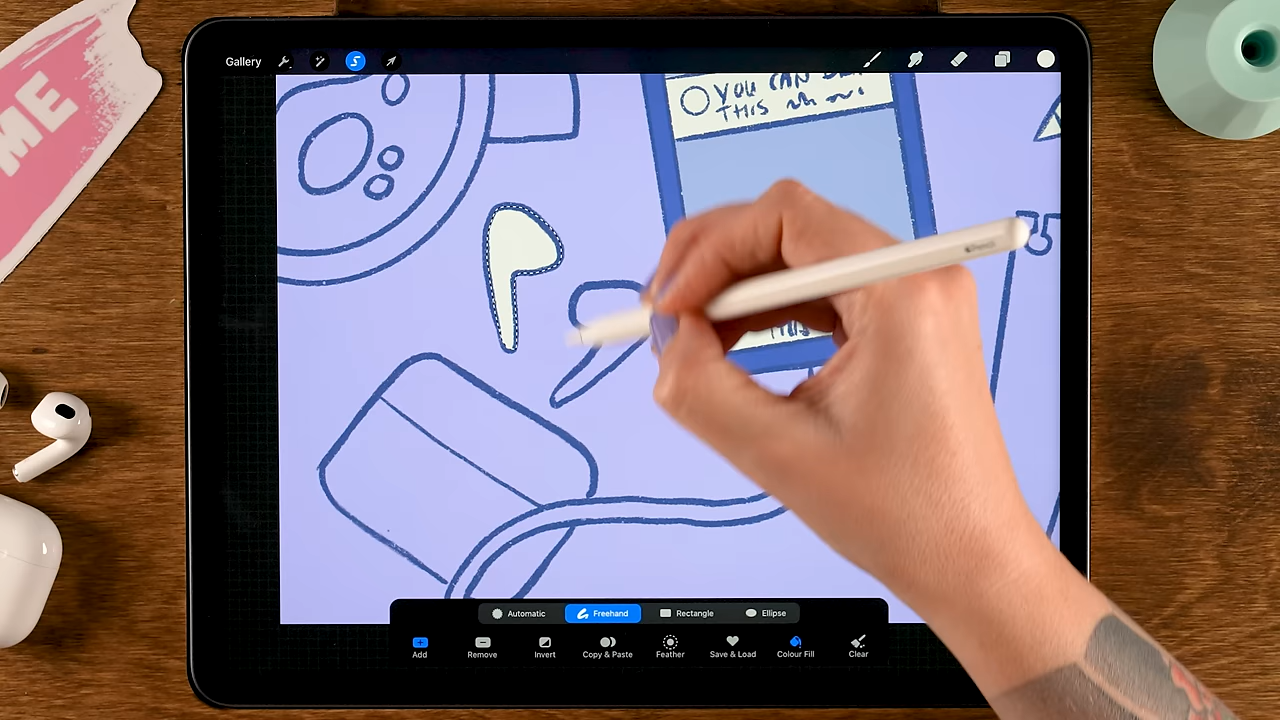 ME
Gallery
YOU CAN
THIS
THIS
Automatic
Freehand
Rectangle
Ellipse
Add
Remove
Invert
Copy & Paste
Feather
Save & Load
Colour Fill
Clear